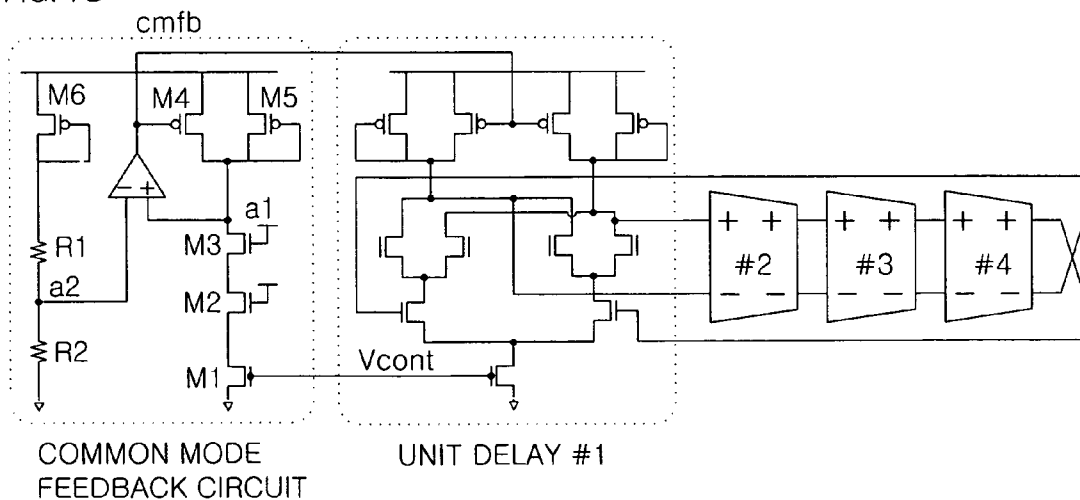 cmfb
M6
M4
M5
− +
a1
R1
M3
a2
M2
R2
M1
Vcont
+ +
#2
− −
+ +
#3
− −
+ +
#4
− −
COMMON MODE
FEEDBACK CIRCUIT
UNIT DELAY #1